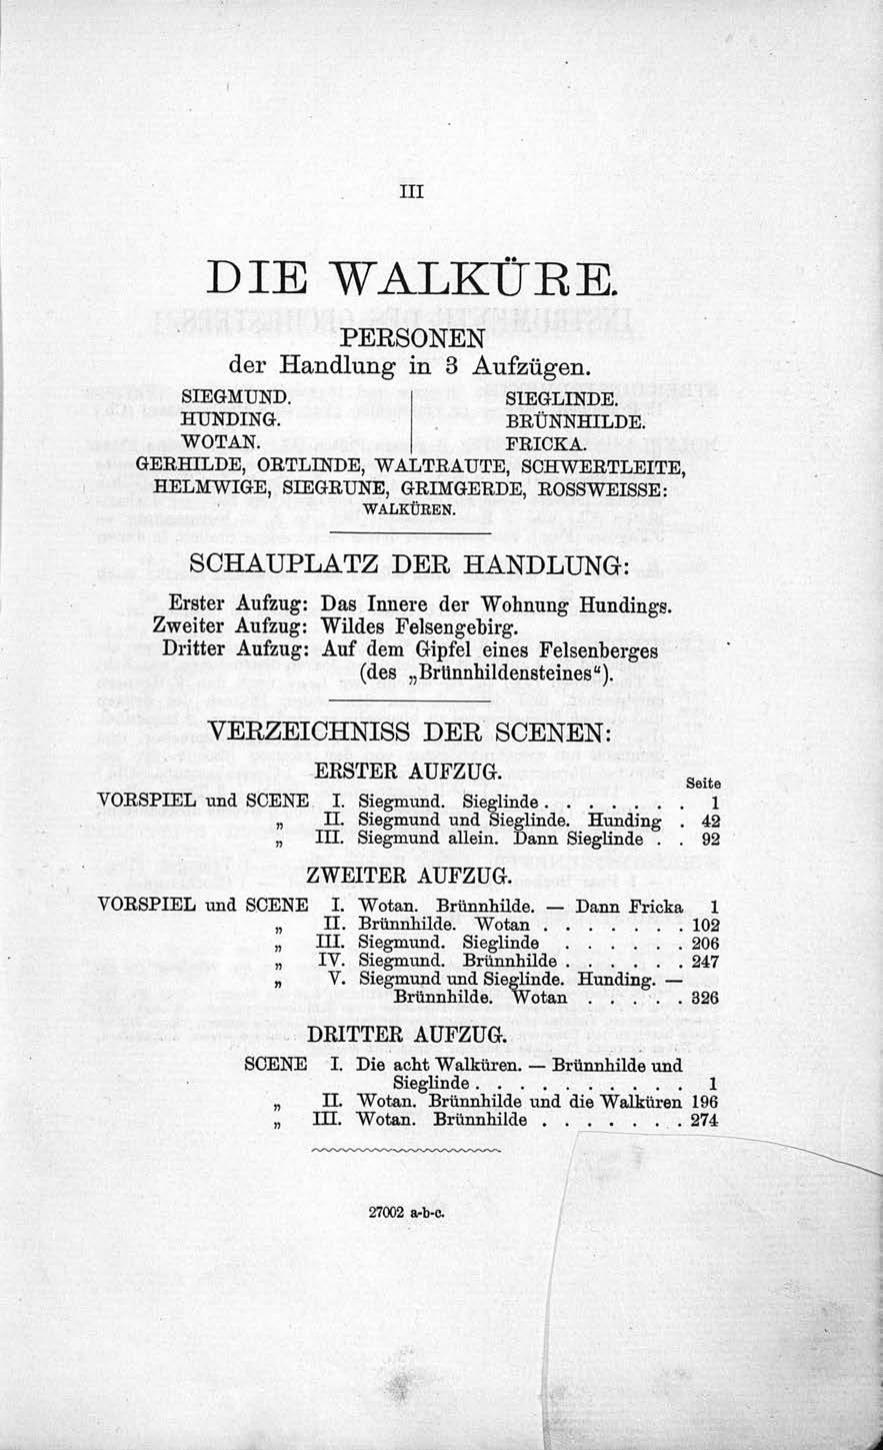 III
DIE WALKÜRE.
PERSONEN
der Handlung in 3 Aufzügen.
SIEGMUND. SIEGLINDE.
HUNDING. BRÜNNHILDE.
WOTAN. FRICKA.
GERHILDE, ORTLINDE, WALTRAUTE, SCHWERTLEITE,
HELMWIGE, SIEGRUNE, GRIMGERDE, ROSSWEISSE:
WALKÜREN.
SCHAUPLATZ DER HANDLUNG:
Erster Aufzug: Das Innere der Wohnung Hundings.
Zweiter Aufzug: Wildes Felsengebirg.
Dritter Aufzug: Auf dem Gipfel eines Felsenberges
(des „Brünnhildensteines“).
VERZEICHNISS DER SCENEN:
ERSTER AUFZUG.
Seite
VORSPIEL und SCENE I. Siegmund. Sieglinde . . . . . . . 1
„ II. Siegmund und Sieglinde. Hunding . 42
„ III. Siegmund allein. Dann Sieglinde . . 92
ZWEITER AUFZUG.
VORSPIEL und SCENE I. Wotan. Brünnhilde. — Dann Fricka 1
„ II. Brünnhilde. Wotan . . . . . . . 102
„ III. Siegmund. Sieglinde . . . . . . 206
„ IV. Siegmund. Brünnhilde . . . . . . 247
„ V. Siegmund und Sieglinde. Hunding. —
Brünnhilde. Wotan . . . . . 326
DRITTER AUFZUG.
SCENE I. Die acht Walküren. — Brünnhilde und
Sieglinde . . . . . . . . . . 1
„ II. Wotan. Brünnhilde und die Walküren 196
„ III. Wotan. Brünnhilde . . . . . . . 274
27002 a-b-c.